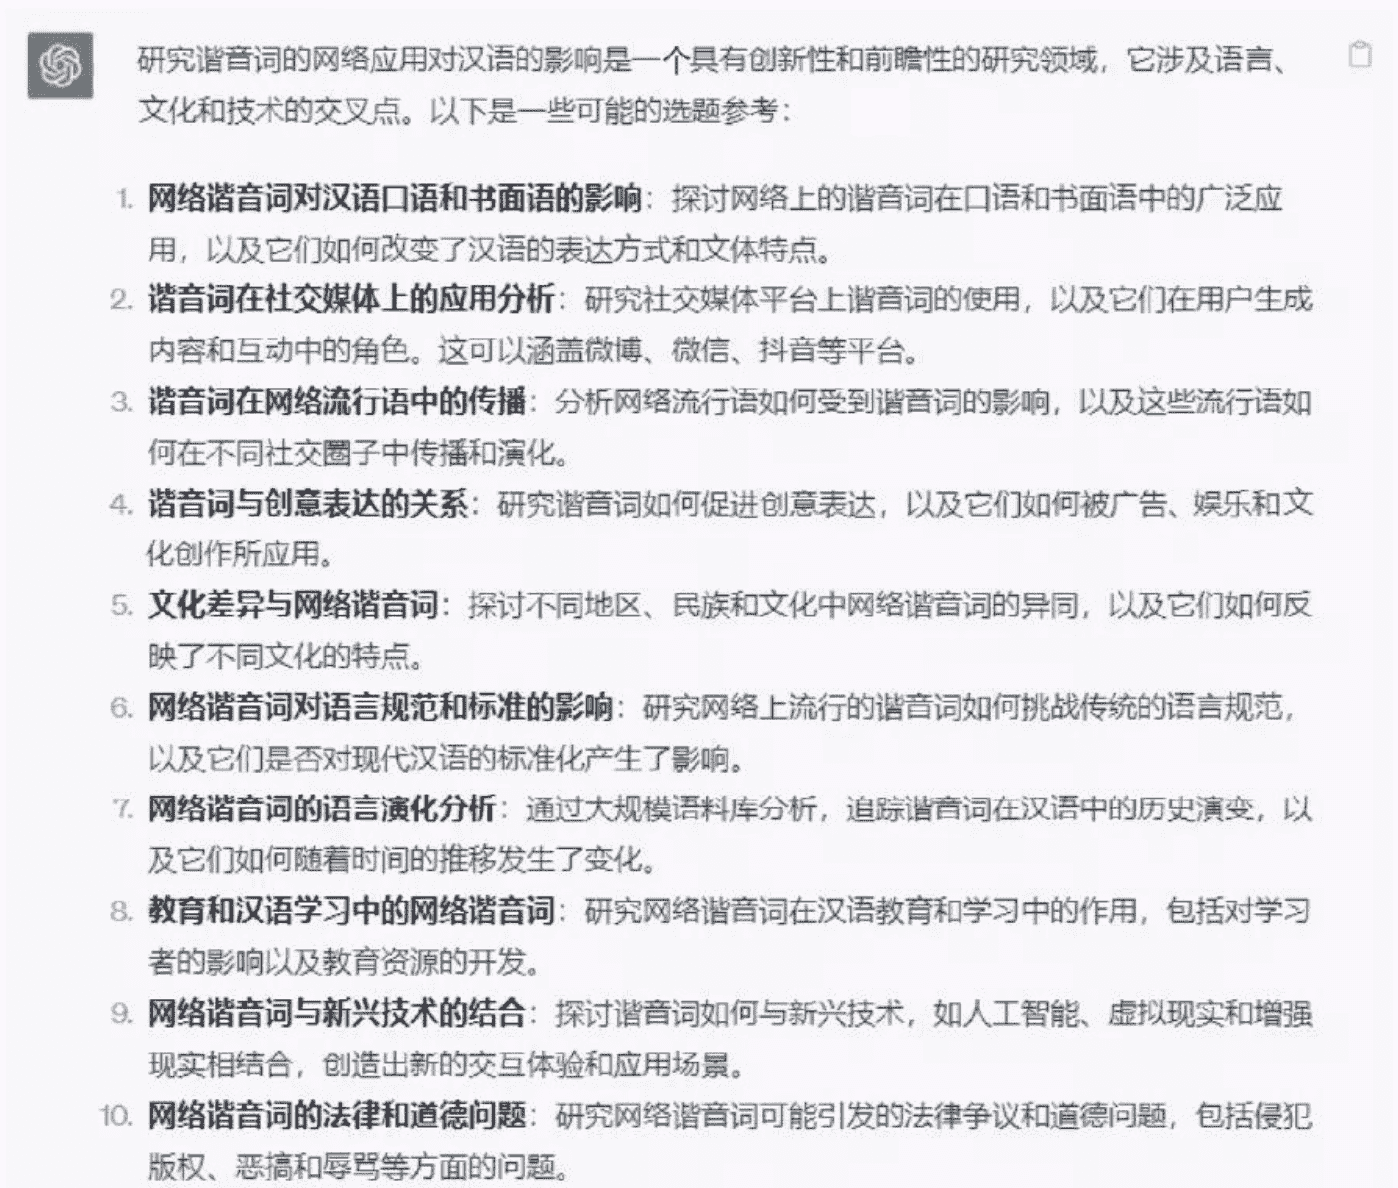 研究谐音词的网络应用对汉语的影响是一个具有创新性和前瞻性的研究领域，它涉及语言、
文化和技术的交叉点。以下是一些可能的选题参考：
1. 网络谐音词对汉语口语和书面语的影响：探讨网络上的谐音词在口语和书面语中的广泛应
用，以及它们如何改变了汉语的表达方式和文体特点。
2. 谐音词在社交媒体上的应用分析：研究社交媒体平台上谐音词的使用，以及它们在用户生成
内容和互动中的角色。这可以涵盖微博、微信、抖音等平台。
3. 谐音词在网络流行语中的传播：分析网络流行语如何受到谐音词的影响，以及这些流行语如
何在不同社交圈子中传播和演化。
4. 谐音词与创意表达的关系：研究谐音词如何促进创意表达，以及它们如何被广告、娱乐和文
化创作所应用。
5. 文化差异与网络谐音词：探讨不同地区、民族和文化中网络谐音词的异同，以及它们如何反
映了不同文化的特点。
6. 网络谐音词对语言规范和标准的影响：研究网络上流行的谐音词如何挑战传统的语言规范，
以及它们是否对现代汉语的标准化产生了影响。
7. 网络谐音词的语言演化分析：通过大规模语料库分析，追踪谐音词在汉语中的历史演变，以
及它们如何随着时间的推移发生了变化。
8. 教育和汉语学习中的网络谐音词：研究网络谐音词在汉语教育和学习中的作用，包括对学习
者的影响以及教育资源的开发。
9. 网络谐音词与新兴技术的结合：探讨谐音词如何与新兴技术，如人工智能、虚拟现实和增强
现实相结合，创造出新的交互体验和应用场景。
10. 网络谐音词的法律和道德问题：研究网络谐音词可能引发的法律争议和道德问题，包括侵犯
版权、恶搞和辱骂等方面的问题。